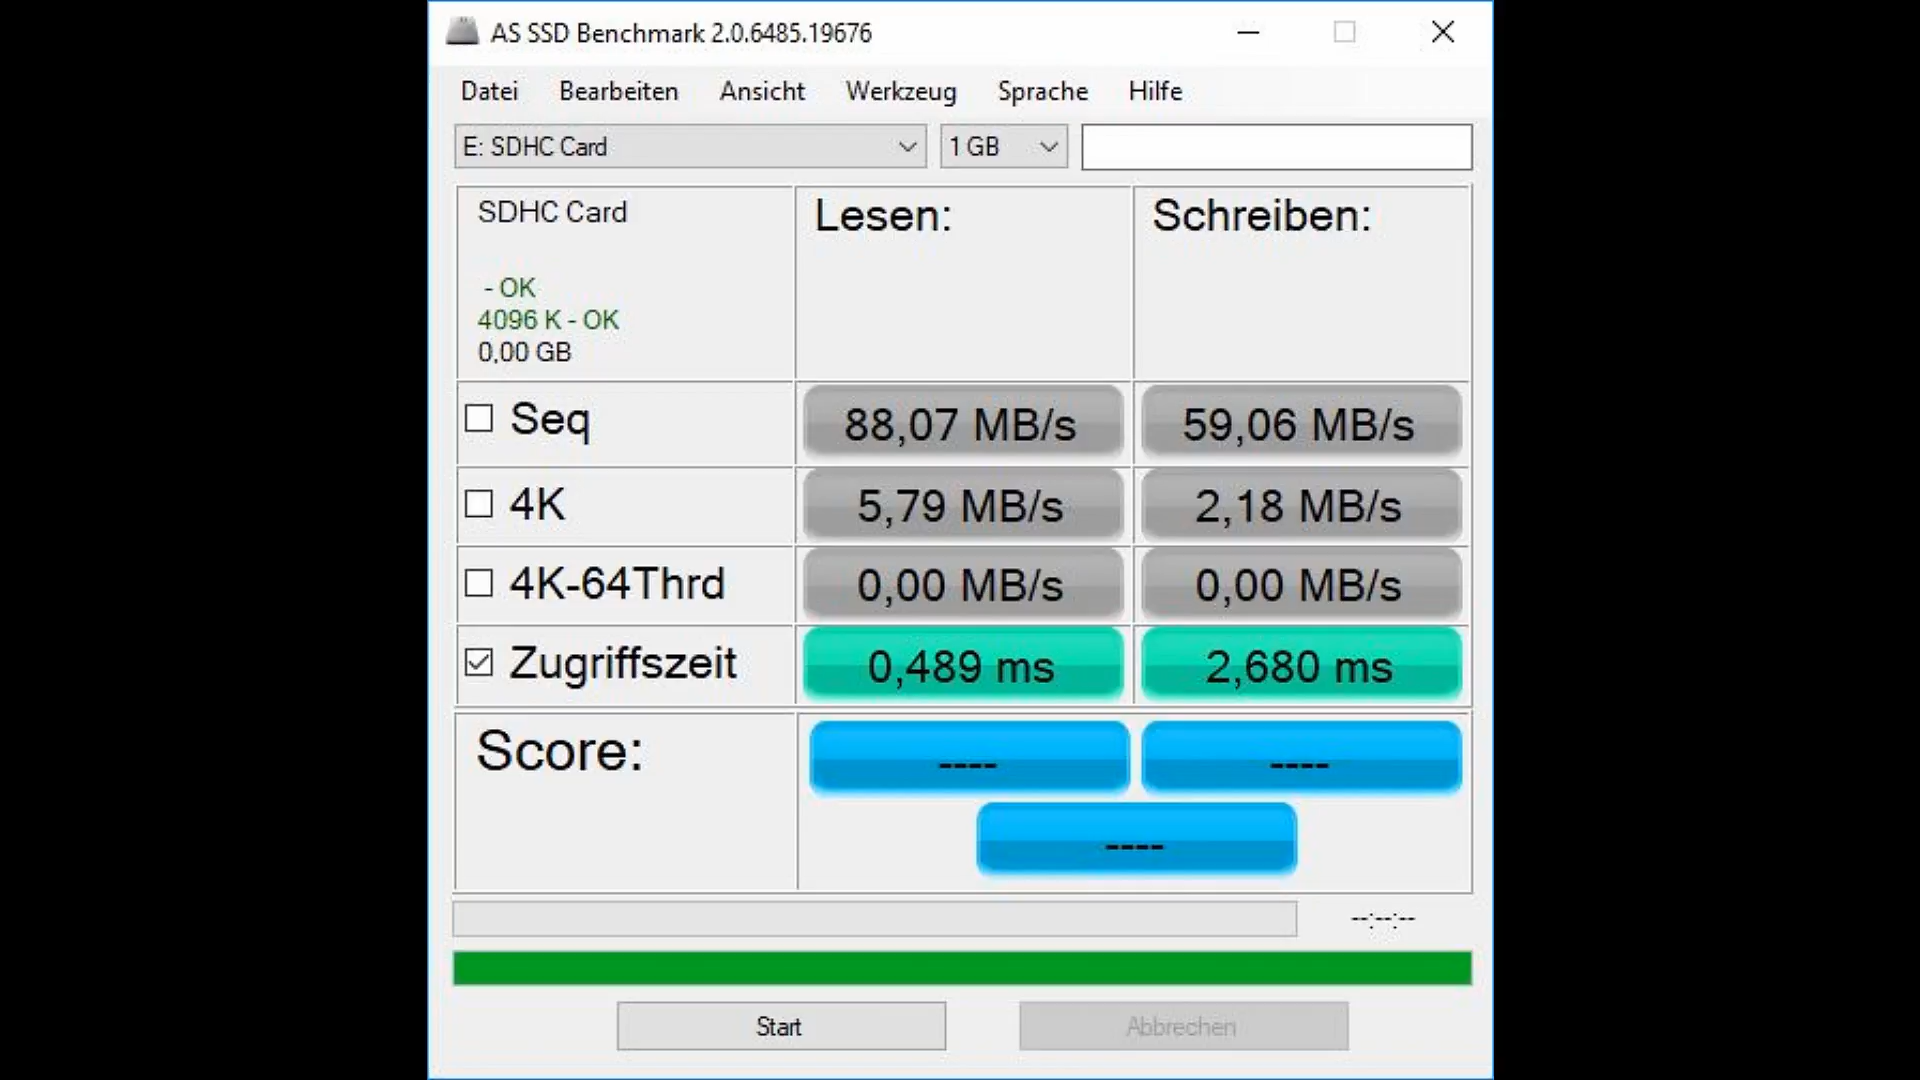 AS SSD Benchmark 2.0.6485.19676
Datei Bearbeiten Ansicht Werkzeug Sprache Hilfe
E: SDHC Card 1 GB
SDHC Card Lesen: Schreiben:
- OK
4096 K - OK
0,00 GB
Seq 88,07 MB/s 59,06 MB/s
4K 5,79 MB/s 2,18 MB/s
4K-64Thrd 0,00 MB/s 0,00 MB/s
Zugriffszeit 0,489 ms 2,680 ms
Score: ---- ----
----
--:--:--
Start Abbrechen